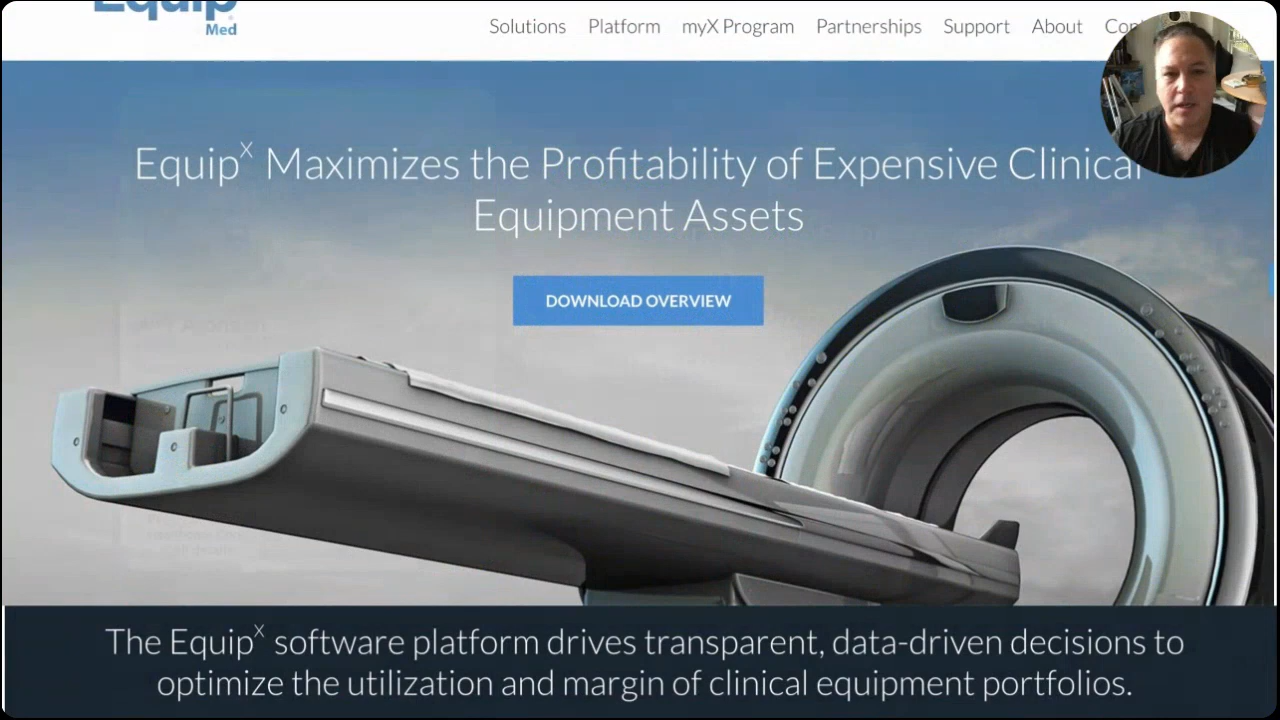 Equip
Med
Solutions Platform myX Program Partnerships Support About
Equipx Maximizes the Profitability of Expensive Clinical
Equipment Assets
DOWNLOAD OVERVIEW
The Equipx software platform drives transparent, data-driven decisions to
optimize the utilization and margin of clinical equipment portfolios.